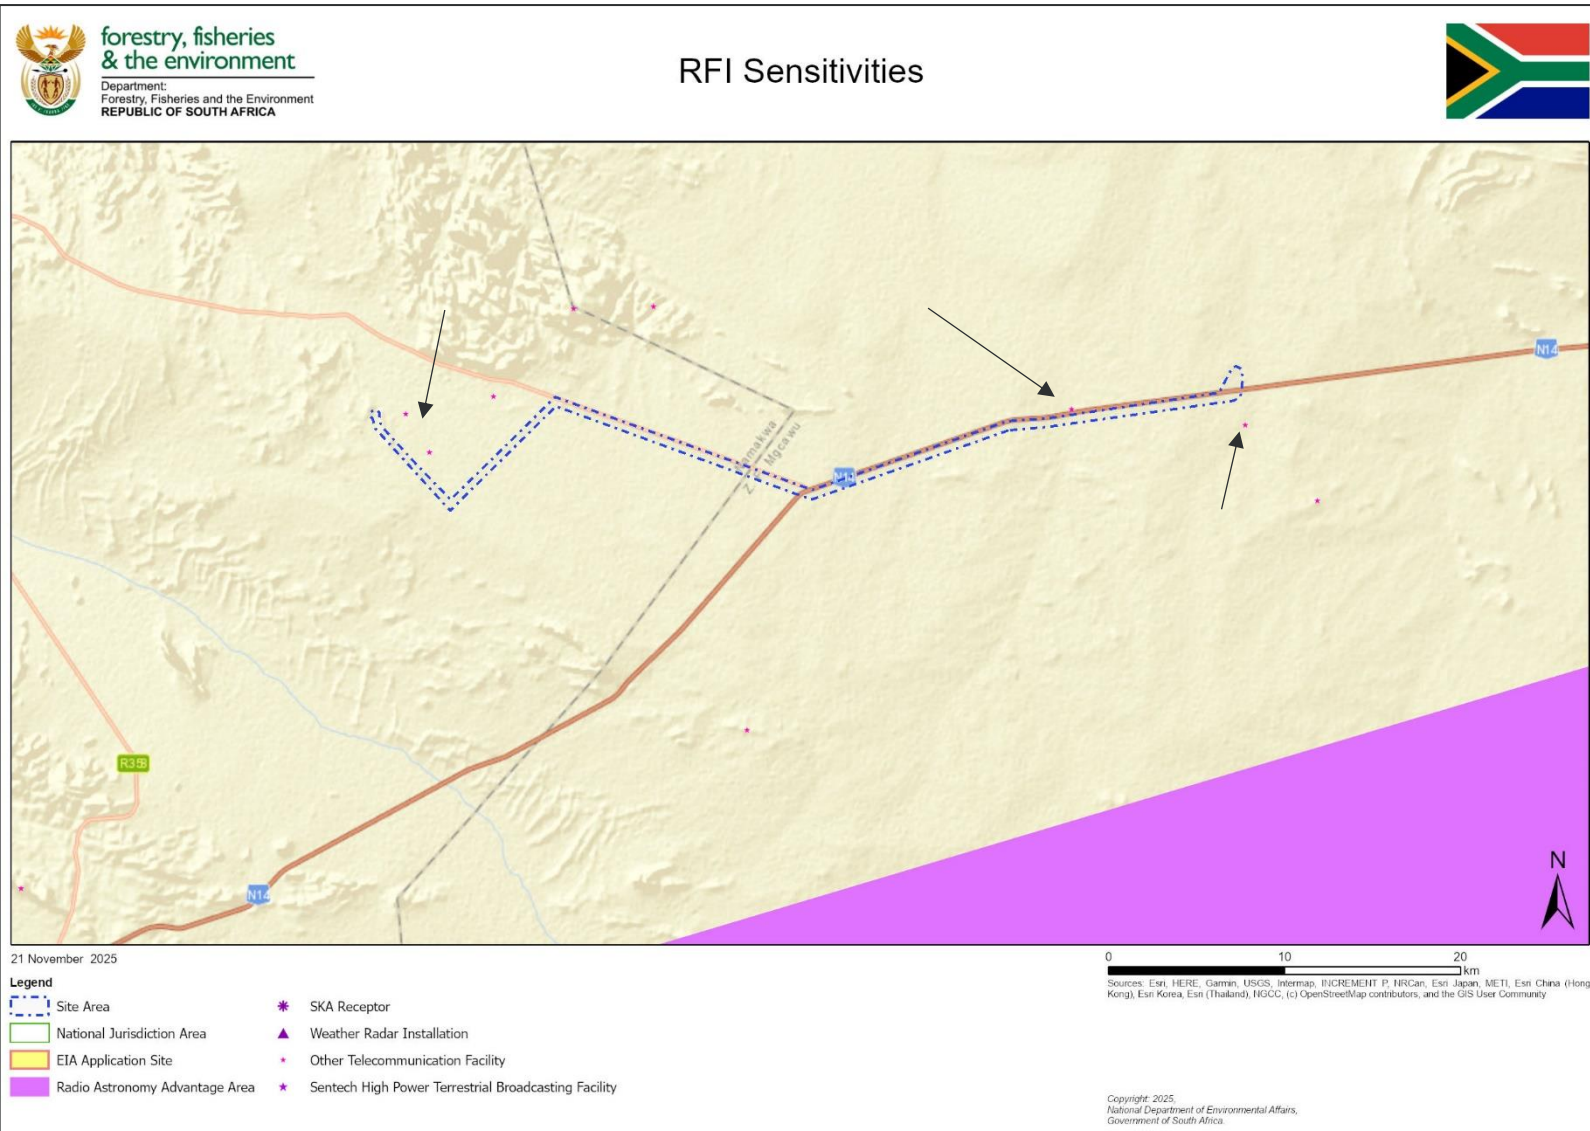 forestry, fisheries
& the environment
Department:
Forestry, Fisheries and the Environment
REPUBLIC OF SOUTH AFRICA
RFI Sensitivities
N14
N14
R358
N14
N
21 November 2025
0 10 20
km
Legend
Site Area
National Jurisdiction Area
EIA Application Site
Radio Astronomy Advantage Area
SKA Receptor
Weather Radar Installation
Other Telecommunication Facility
Sentech High Power Terrestrial Broadcasting Facility
Sources: Esri, HERE, Garmin, USGS, Intermap, INCREMENT P, NRCan, Esri Japan, METI, Esri China (Hong
Kong), Esri Korea, Esri (Thailand), NGCC, (c) OpenStreetMap contributors, and the GIS User Community
Copyright: 2025,
National Department of Environmental Affairs,
Government of South Africa.